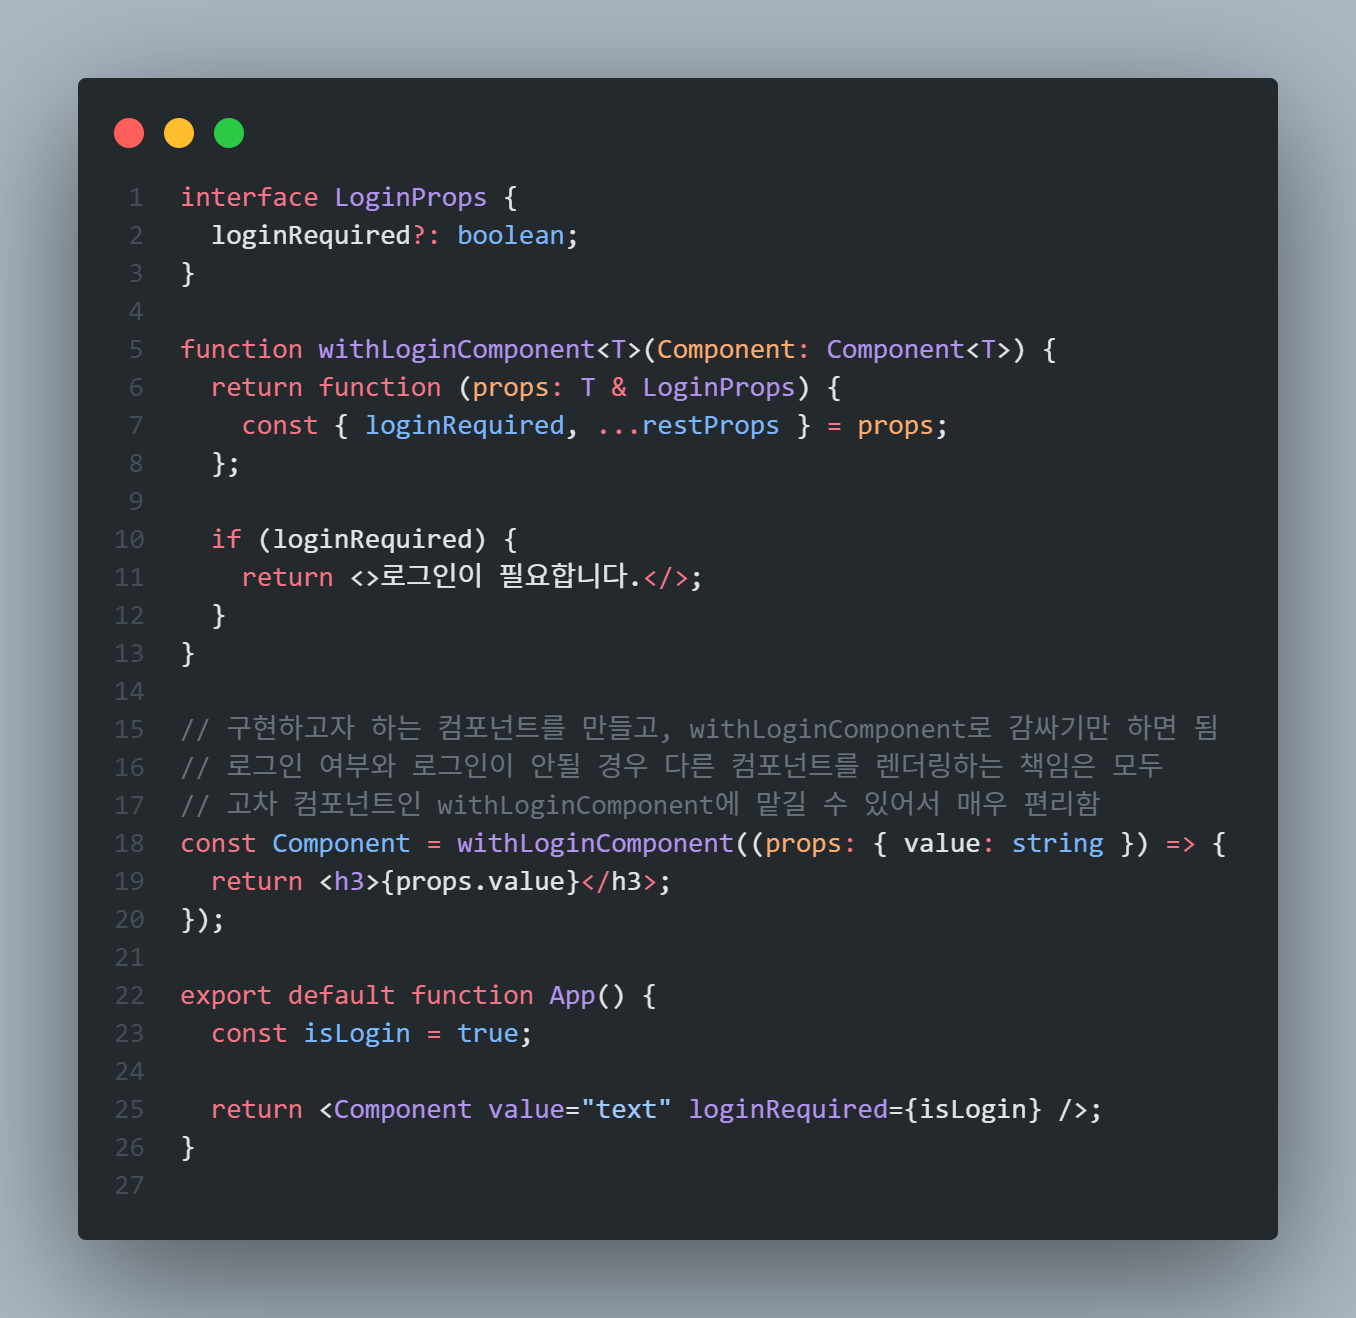 1 interface LoginProps {
2   loginRequired?: boolean;
3 }
4
5 function withLoginComponent<T>(Component: Component<T>) {
6   return function (props: T & LoginProps) {
7     const { loginRequired, ...restProps } = props;
8   };
9
10   if (loginRequired) {
11     return <>로그인이 필요합니다.</>;
12   }
13 }
14
15 // 구현하고자 하는 컴포넌트를 만들고, withLoginComponent로 감싸기만 하면 됨
16 // 로그인 여부와 로그인이 안될 경우 다른 컴포넌트를 렌더링하는 책임은 모두
17 // 고차 컴포넌트인 withLoginComponent에 맡길 수 있어서 매우 편리함
18 const Component = withLoginComponent((props: { value: string }) => {
19   return <h3>{props.value}</h3>;
20 });
21
22 export default function App() {
23   const isLogin = true;
24
25   return <Component value="text" loginRequired={isLogin} />;
26 }
27